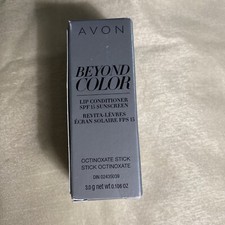 AVON
BEYOND
COLOR
LIP CONDITIONER
SPF 15 SUNSCREEN
REVITA-LÈVRES
ÉCRAN SOLAIRE FPS 15
OCTINOXATE STICK
STICK OCTINOXATE
3.0 g net wt 0.106 OZ